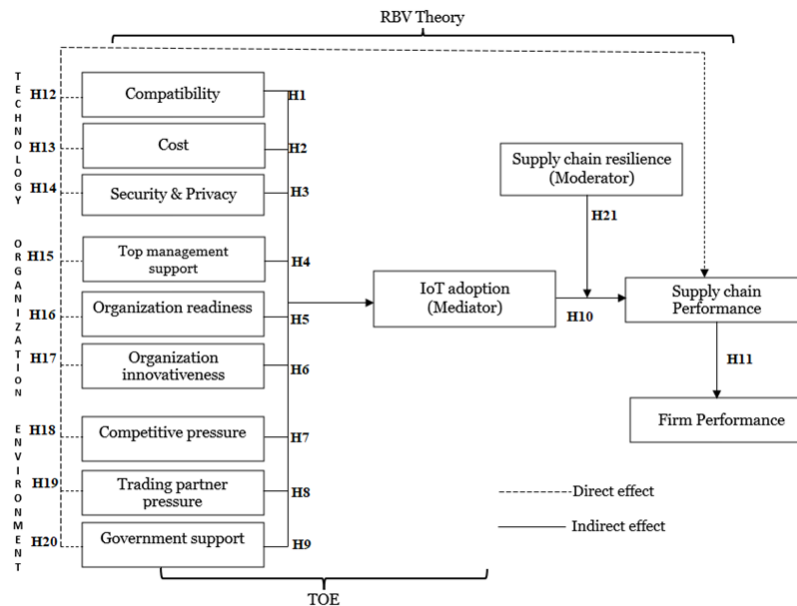 RBV Theory
TECHNOLOGY
H12
Compatibility
H1
H13
Cost
H2
H14
Security & Privacy
H3
Supply chain resilience
(Moderator)
H21
ORGANIZATION
H15
Top management
support
H4
H16
Organization readiness
H5
H17
Organization
innovativeness
H6
IoT adoption
(Mediator)
H10
Supply chain
Performance
H11
Firm Performance
ENVIRONMENT
H18
Competitive pressure
H7
H19
Trading partner
pressure
H8
H20
Government support
H9
Direct effect
Indirect effect
TOE